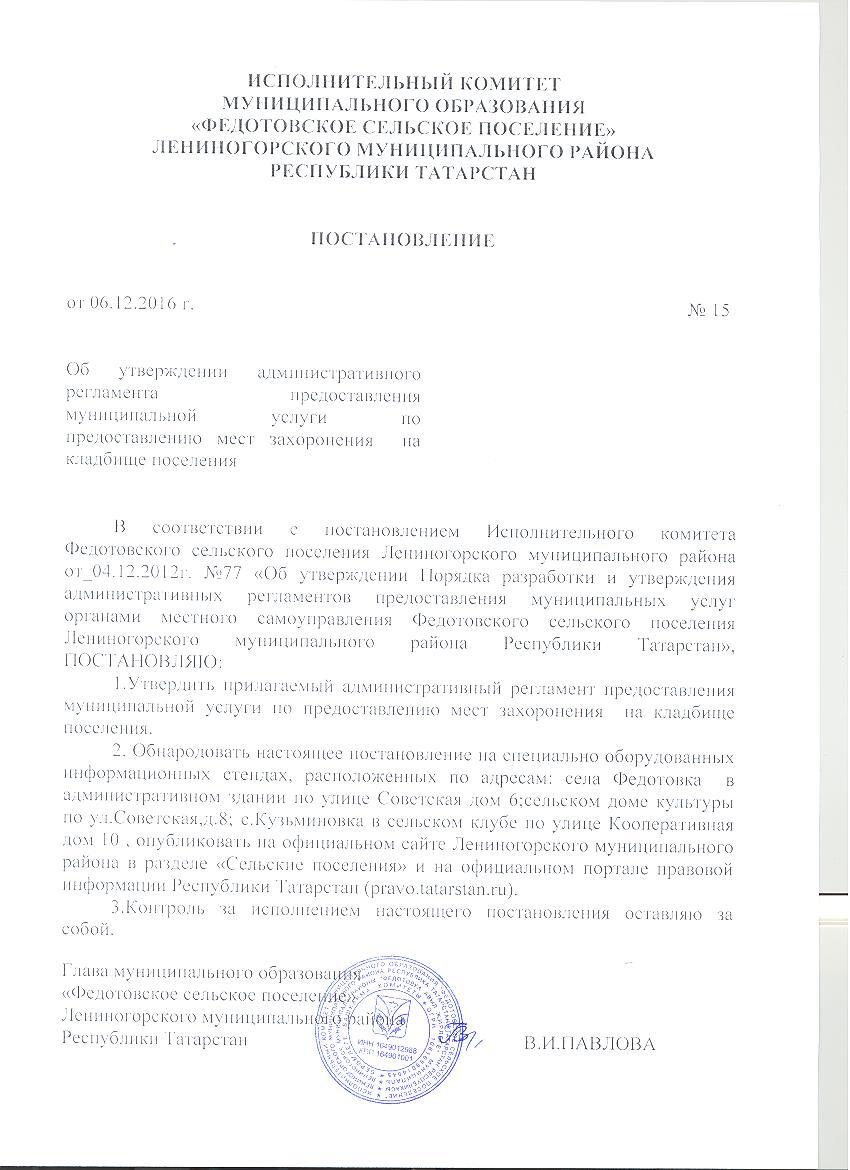 ИСПОЛНИТЕЛЬНЫЙ КОМИТЕТ
МУНИЦИПАЛЬНОГО ОБРАЗОВАНИЯ
«ФЕДОТОВСКОЕ СЕЛЬСКОЕ ПОСЕЛЕНИЕ»
ЛЕНИНОГОРСКОГО МУНИЦИПАЛЬНОГО РАЙОНА
РЕСПУБЛИКИ ТАТАРСТАН
ПОСТАНОВЛЕНИЕ
от 06.12.2016 г.
№ 15
Об утверждении административного
регламента предоставления
муниципальной услуги по
предоставлению мест захоронения на
кладбище поселения
В соответствии с постановлением Исполнительного комитета
Федотовского сельского поселения Лениногорского муниципального района
от_04.12.2012г. №77 «Об утверждении Порядка разработки и утверждения
административных регламентов предоставления муниципальных услуг
органами местного самоуправления Федотовского сельского поселения
Лениногорского муниципального района Республики Татарстан»,
ПОСТАНОВЛЯЮ:
1.Утвердить прилагаемый административный регламент предоставления
муниципальной услуги по предоставлению мест захоронения на кладбище
поселения.
2. Обнародовать настоящее постановление на специально оборудованных
информационных стендах, расположенных по адресам: села Федотовка в
административном здании по улице Советская дом 6;сельском доме культуры
по ул.Советская,д.8; с.Кузьминовка в сельском клубе по улице Кооперативная
дом 10 , опубликовать на официальном сайте Лениногорского муниципального
района в разделе «Сельские поселения» и на официальном портале правовой
информации Республики Татарстан (pravo.tatarstan.ru).
3.Контроль за исполнением настоящего постановления оставляю за
собой.
Глава муниципального образования
«Федотовское сельское поселение»
Лениногорского муниципального района
Республики Татарстан
В.И.ПАВЛОВА
ИНН 1649012988
КПП 164901001